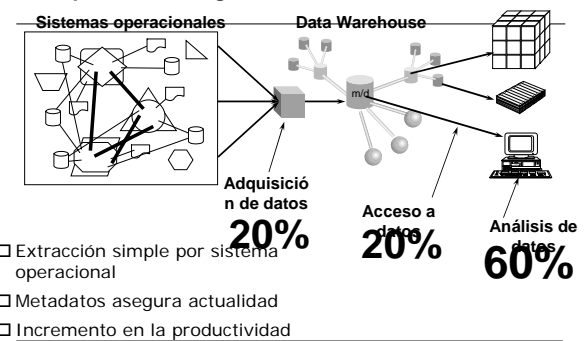 Sistemas operacionales
Data Warehouse
m/d
Adquisició
n de datos
20%
Acceso a
datos
20%
Análisis de
datos
60%
Extracción simple por sistema
operacional
Metadatos asegura actualidad
Incremento en la productividad